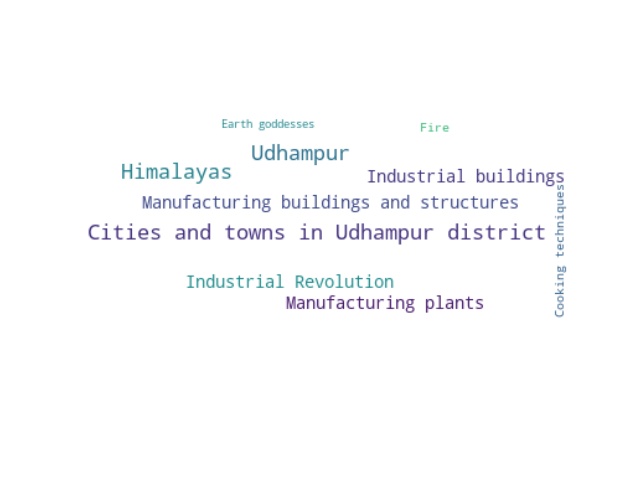 Earth goddesses
Fire
Udhampur
Himalayas
Industrial buildings
Manufacturing buildings and structures
Cities and towns in Udhampur district
Cooking techniques
Industrial Revolution
Manufacturing plants